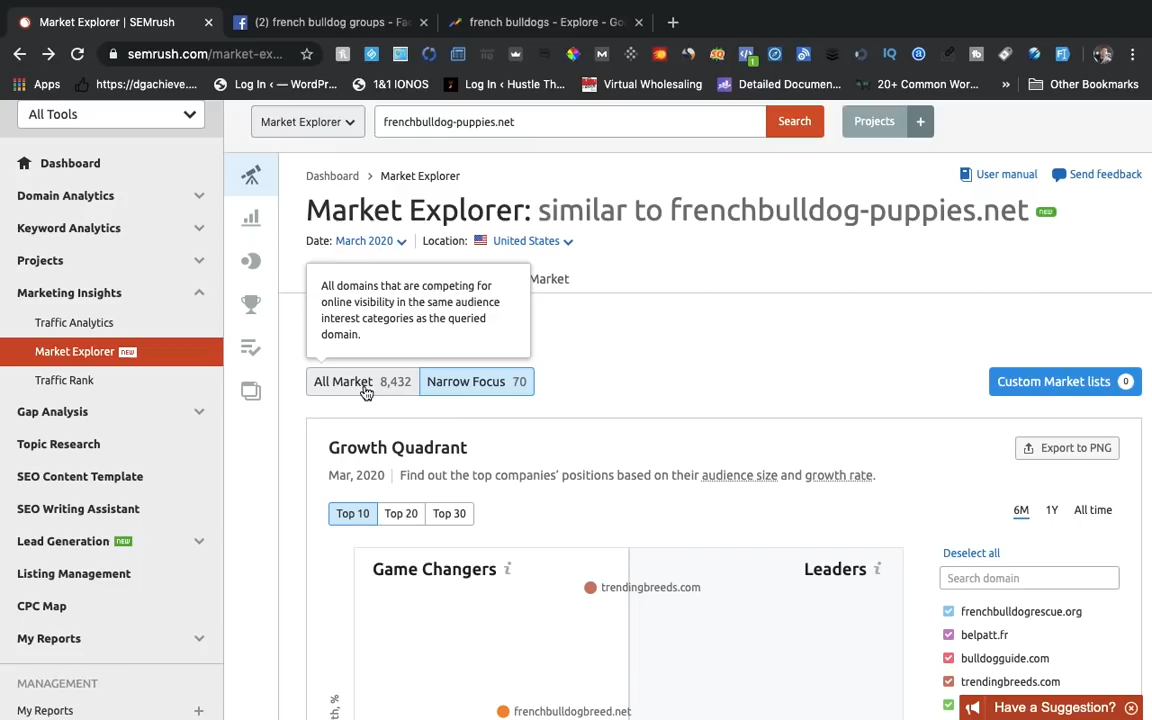 Market Explorer | SEMrush
(2) french bulldog groups - Fac
french bulldogs - Explore - Goo
semrush.com/market-ex...
Apps
https://dgachieve....
Log In ‹ — WordPr...
1&1 IONOS
Log In ‹ Hustle Th...
Virtual Wholesaling
Detailed Documen...
20+ Common Wor...
»
Other Bookmarks
All Tools
Market Explorer
frenchbulldog-puppies.net
Search
Projects
+
Dashboard
Domain Analytics
Keyword Analytics
Projects
Marketing Insights
Traffic Analytics
Market Explorer NEW
Traffic Rank
Gap Analysis
Topic Research
SEO Content Template
SEO Writing Assistant
Lead Generation NEW
Listing Management
CPC Map
My Reports
MANAGEMENT
My Reports +
Dashboard > Market Explorer
User manual
Send feedback
Market Explorer: similar to frenchbulldog-puppies.net NEW
Date: March 2020
Location: United States
Market
All domains that are competing for
online visibility in the same audience
interest categories as the queried
domain.
All Market 8,432
Narrow Focus 70
Custom Market lists 0
Growth Quadrant
Export to PNG
Mar, 2020 | Find out the top companies’ positions based on their audience size and growth rate.
Top 10
Top 20
Top 30
6M
1Y
All time
Game Changers
Leaders
trendingbreeds.com
frenchbulldogbreed.net
th, %
Deselect all
Search domain
frenchbulldogrescue.org
belpatt.fr
bulldogguide.com
trendingbreeds.com
Have a Suggestion?